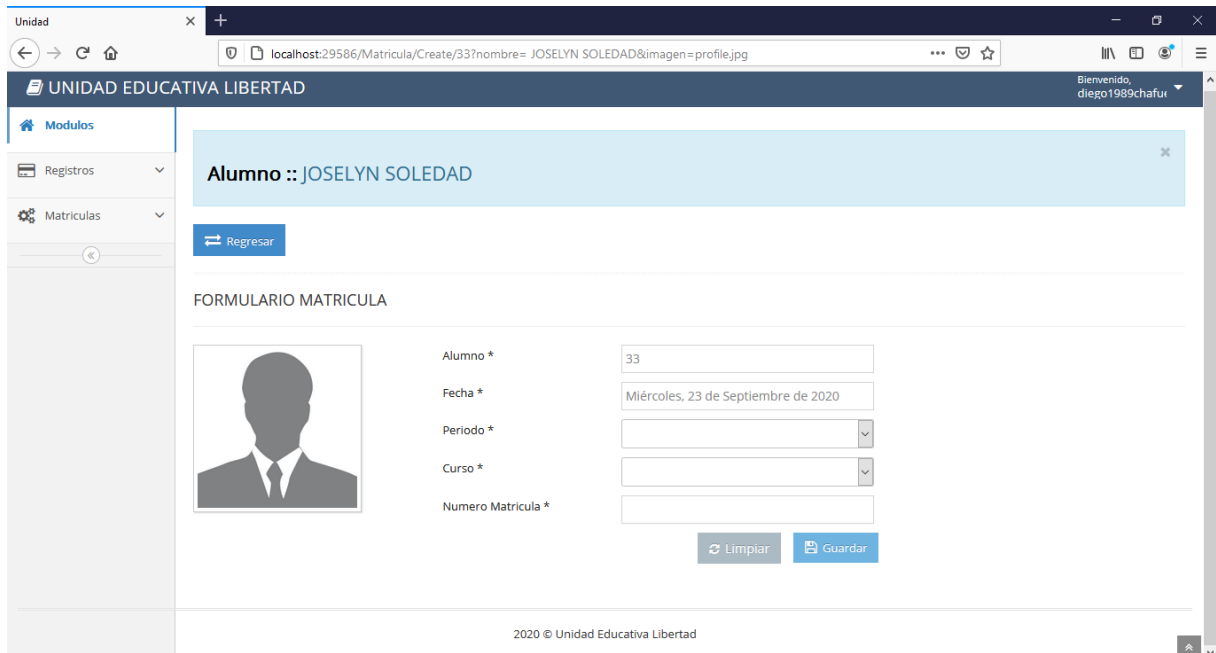 Unidad
localhost:29586/Matricula/Create/33?nombre= JOSELYN SOLEDAD&imagen=profile.jpg
UNIDAD EDUCATIVA LIBERTAD
Bienvenido,
diego1989chafu
Modulos
Registros
Matriculas
Alumno :: JOSELYN SOLEDAD
Regresar
FORMULARIO MATRICULA
Alumno * 33
Fecha * Miércoles, 23 de Septiembre de 2020
Periodo *
Curso *
Numero Matricula *
Limpiar Guardar
2020 © Unidad Educativa Libertad